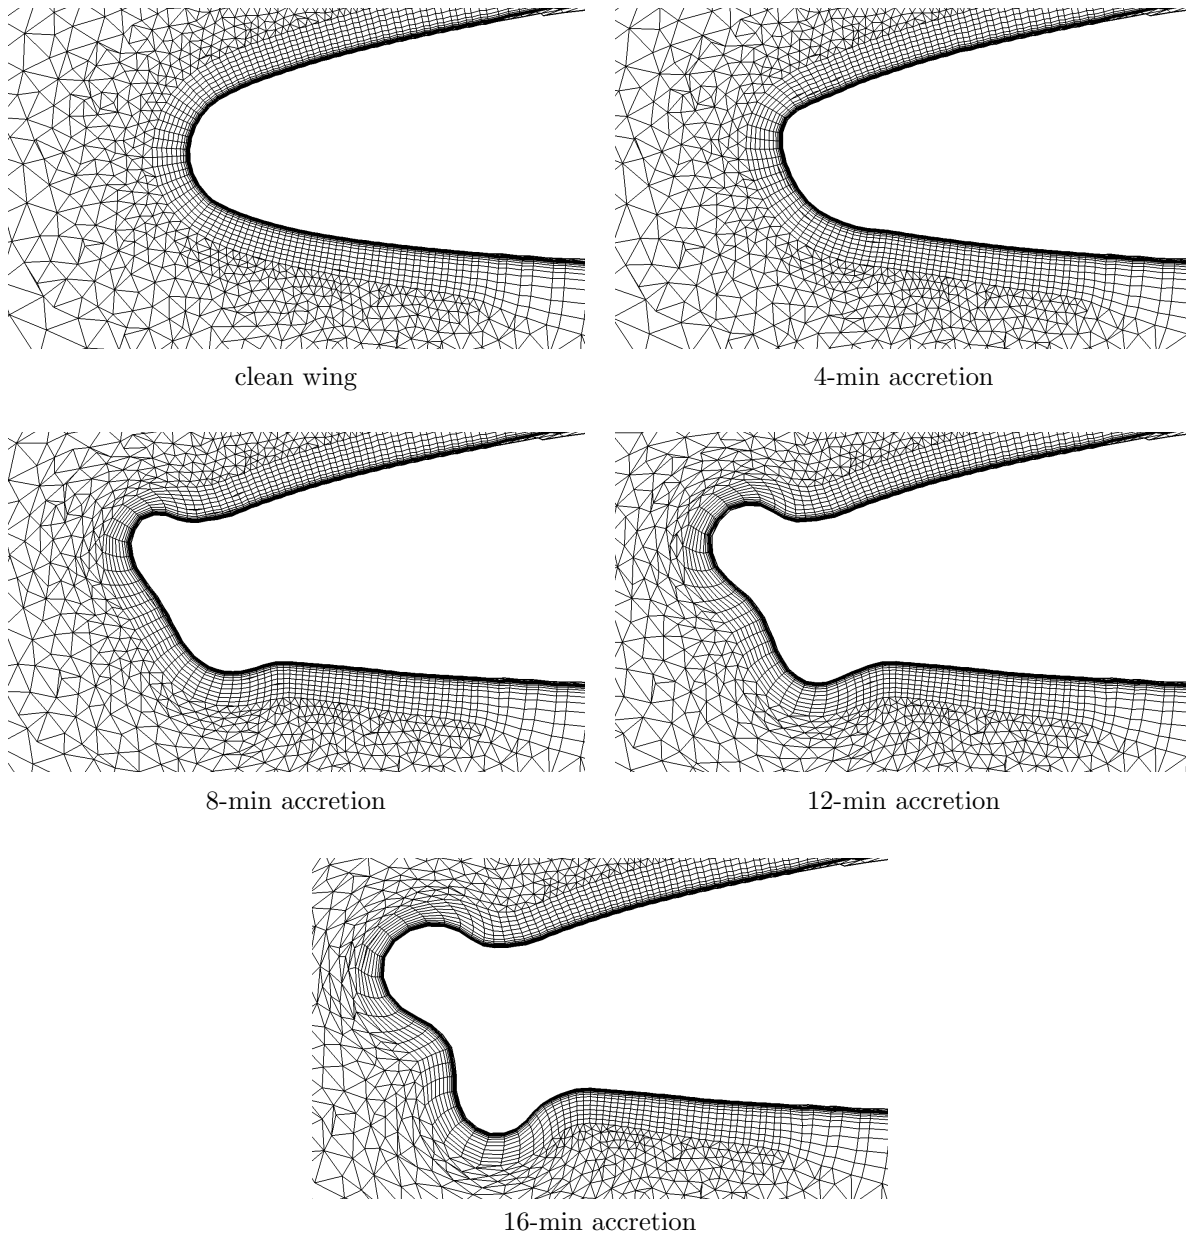 clean wing
4-min accretion
8-min accretion
12-min accretion
16-min accretion